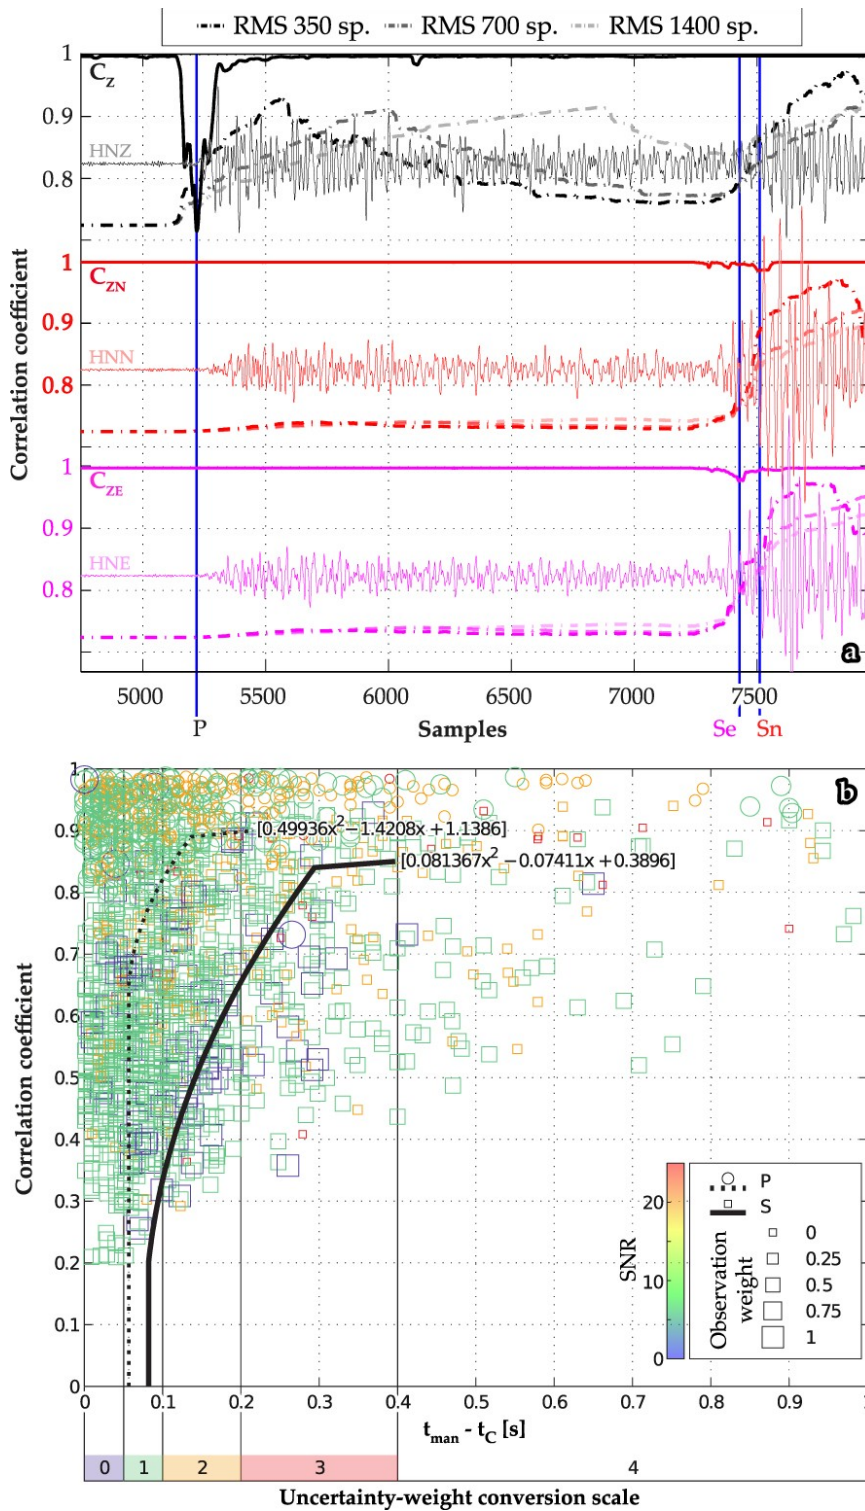 RMS 350 sp. RMS 700 sp. RMS 1400 sp.
1
C_Z
0.9
HNZ
0.8
1
C_ZN
0.9
HNN
0.8
1
C_ZE
0.9
HNE
0.8
Correlation coefficient
a
5000 5500 6000 6500 7000 7500
P Samples Se Sn
1
b
0.9
[0.49936x² − 1.4208x + 1.1386]
[0.081367x² − 0.07411x + 0.3896]
0.8
0.7
0.6
0.5
0.4
0.3
0.2
0.1
0
Correlation coefficient
SNR
20
10
0
P
S
Observation weight
0
0.25
0.5
0.75
1
0 0.1 0.2 0.3 0.4 0.5 0.6 0.7 0.8 0.9 1
t_man - t_C [s]
0 1 2 3 4
Uncertainty-weight conversion scale